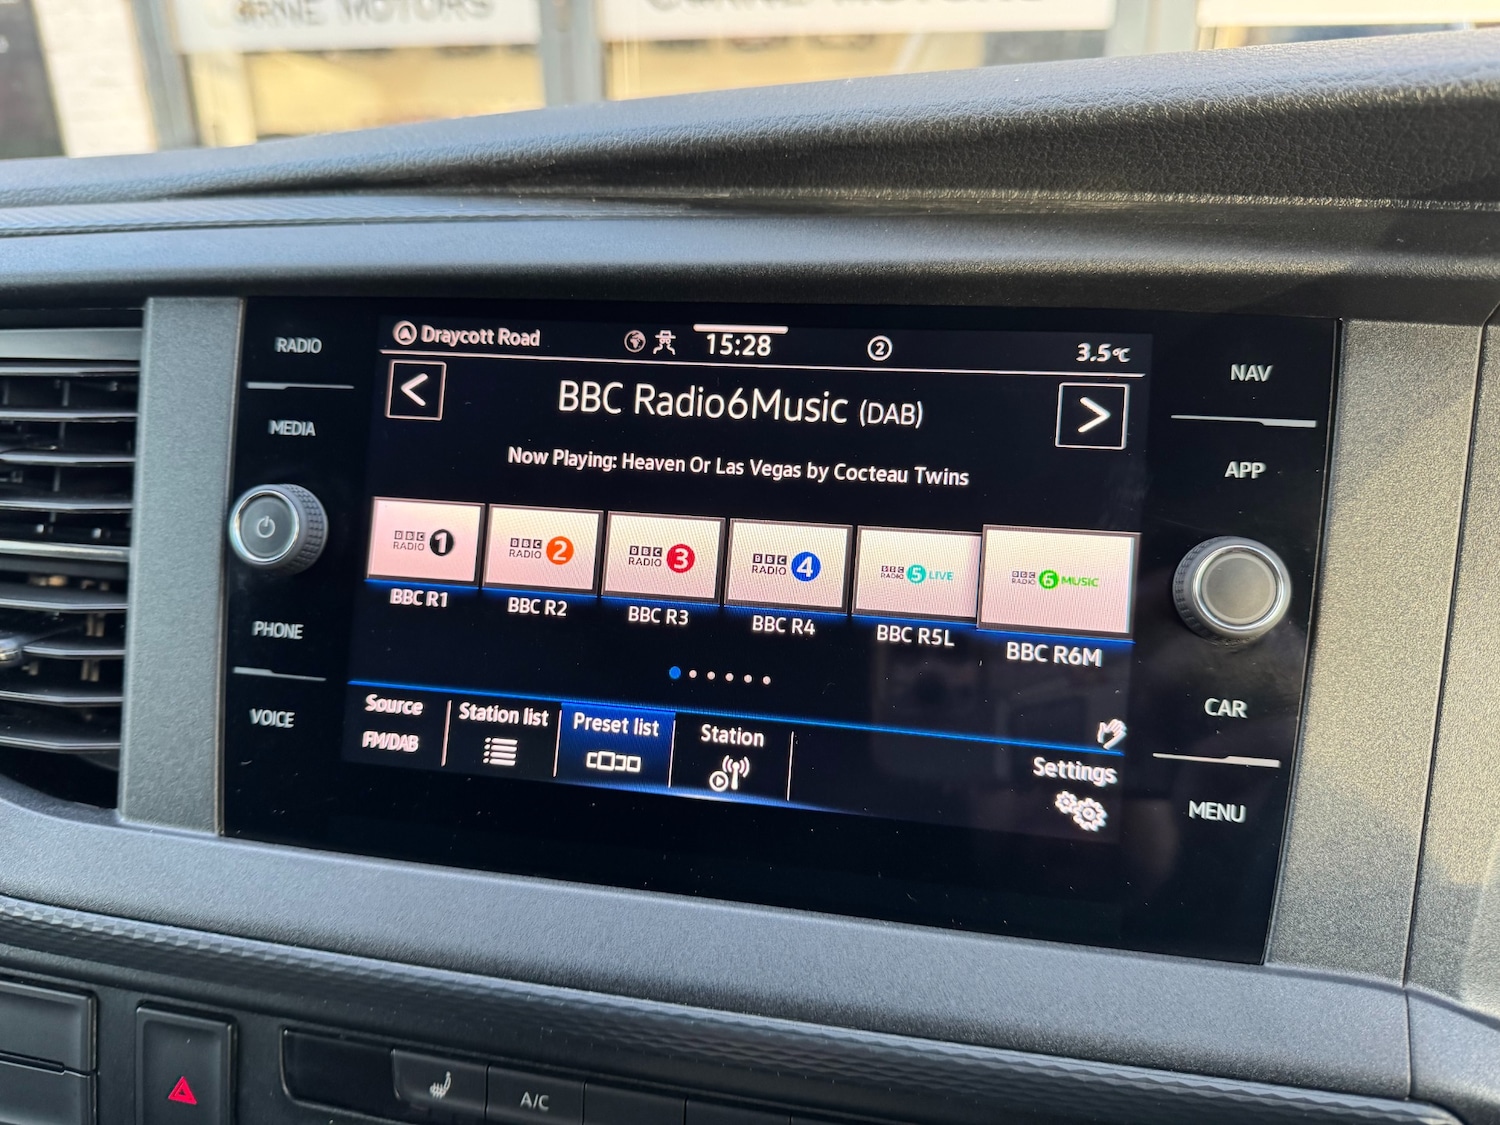 CORNE MOTORS
RADIO
MEDIA
PHONE
VOICE
Draycott Road
15:28
2
3.5°C
<
BBC Radio6Music (DAB)
>
Now Playing: Heaven Or Las Vegas by Cocteau Twins
BBC RADIO 1
BBC RADIO 2
BBC RADIO 3
BBC RADIO 4
BBC RADIO 5 LIVE
BBC RADIO 6 MUSIC
BBC R1
BBC R2
BBC R3
BBC R4
BBC R5L
BBC R6M
Source
FM/DAB
Station list
Preset list
Station
Settings
NAV
APP
CAR
MENU
A/C